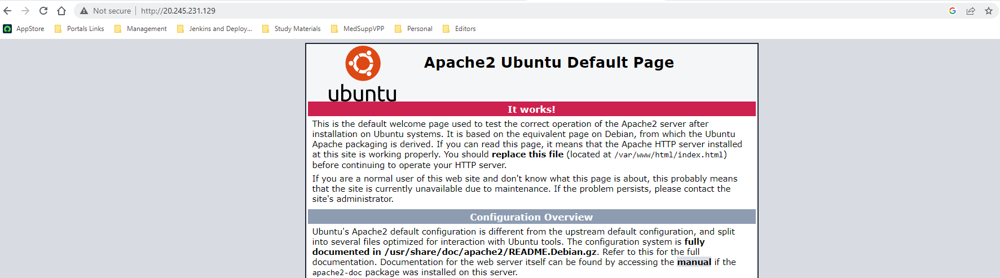 Not secure | http://20.245.231.129
AppStore Portals Links Management Jenkins and Deploy... Study Materials MedSuppVPP Personal Editors
ubuntu
Apache2 Ubuntu Default Page
It works!
This is the default welcome page used to test the correct operation of the Apache2 server after
installation on Ubuntu systems. It is based on the equivalent page on Debian, from which the Ubuntu
Apache packaging is derived. If you can read this page, it means that the Apache HTTP server installed
at this site is working properly. You should replace this file (located at /var/www/html/index.html)
before continuing to operate your HTTP server.
If you are a normal user of this web site and don't know what this page is about, this probably means
that the site is currently unavailable due to maintenance. If the problem persists, please contact the
site's administrator.
Configuration Overview
Ubuntu's Apache2 default configuration is different from the upstream default configuration, and split
into several files optimized for interaction with Ubuntu tools. The configuration system is fully
documented in /usr/share/doc/apache2/README.Debian.gz. Refer to this for the full
documentation. Documentation for the web server itself can be found by accessing the manual if the
apache2-doc package was installed on this server.